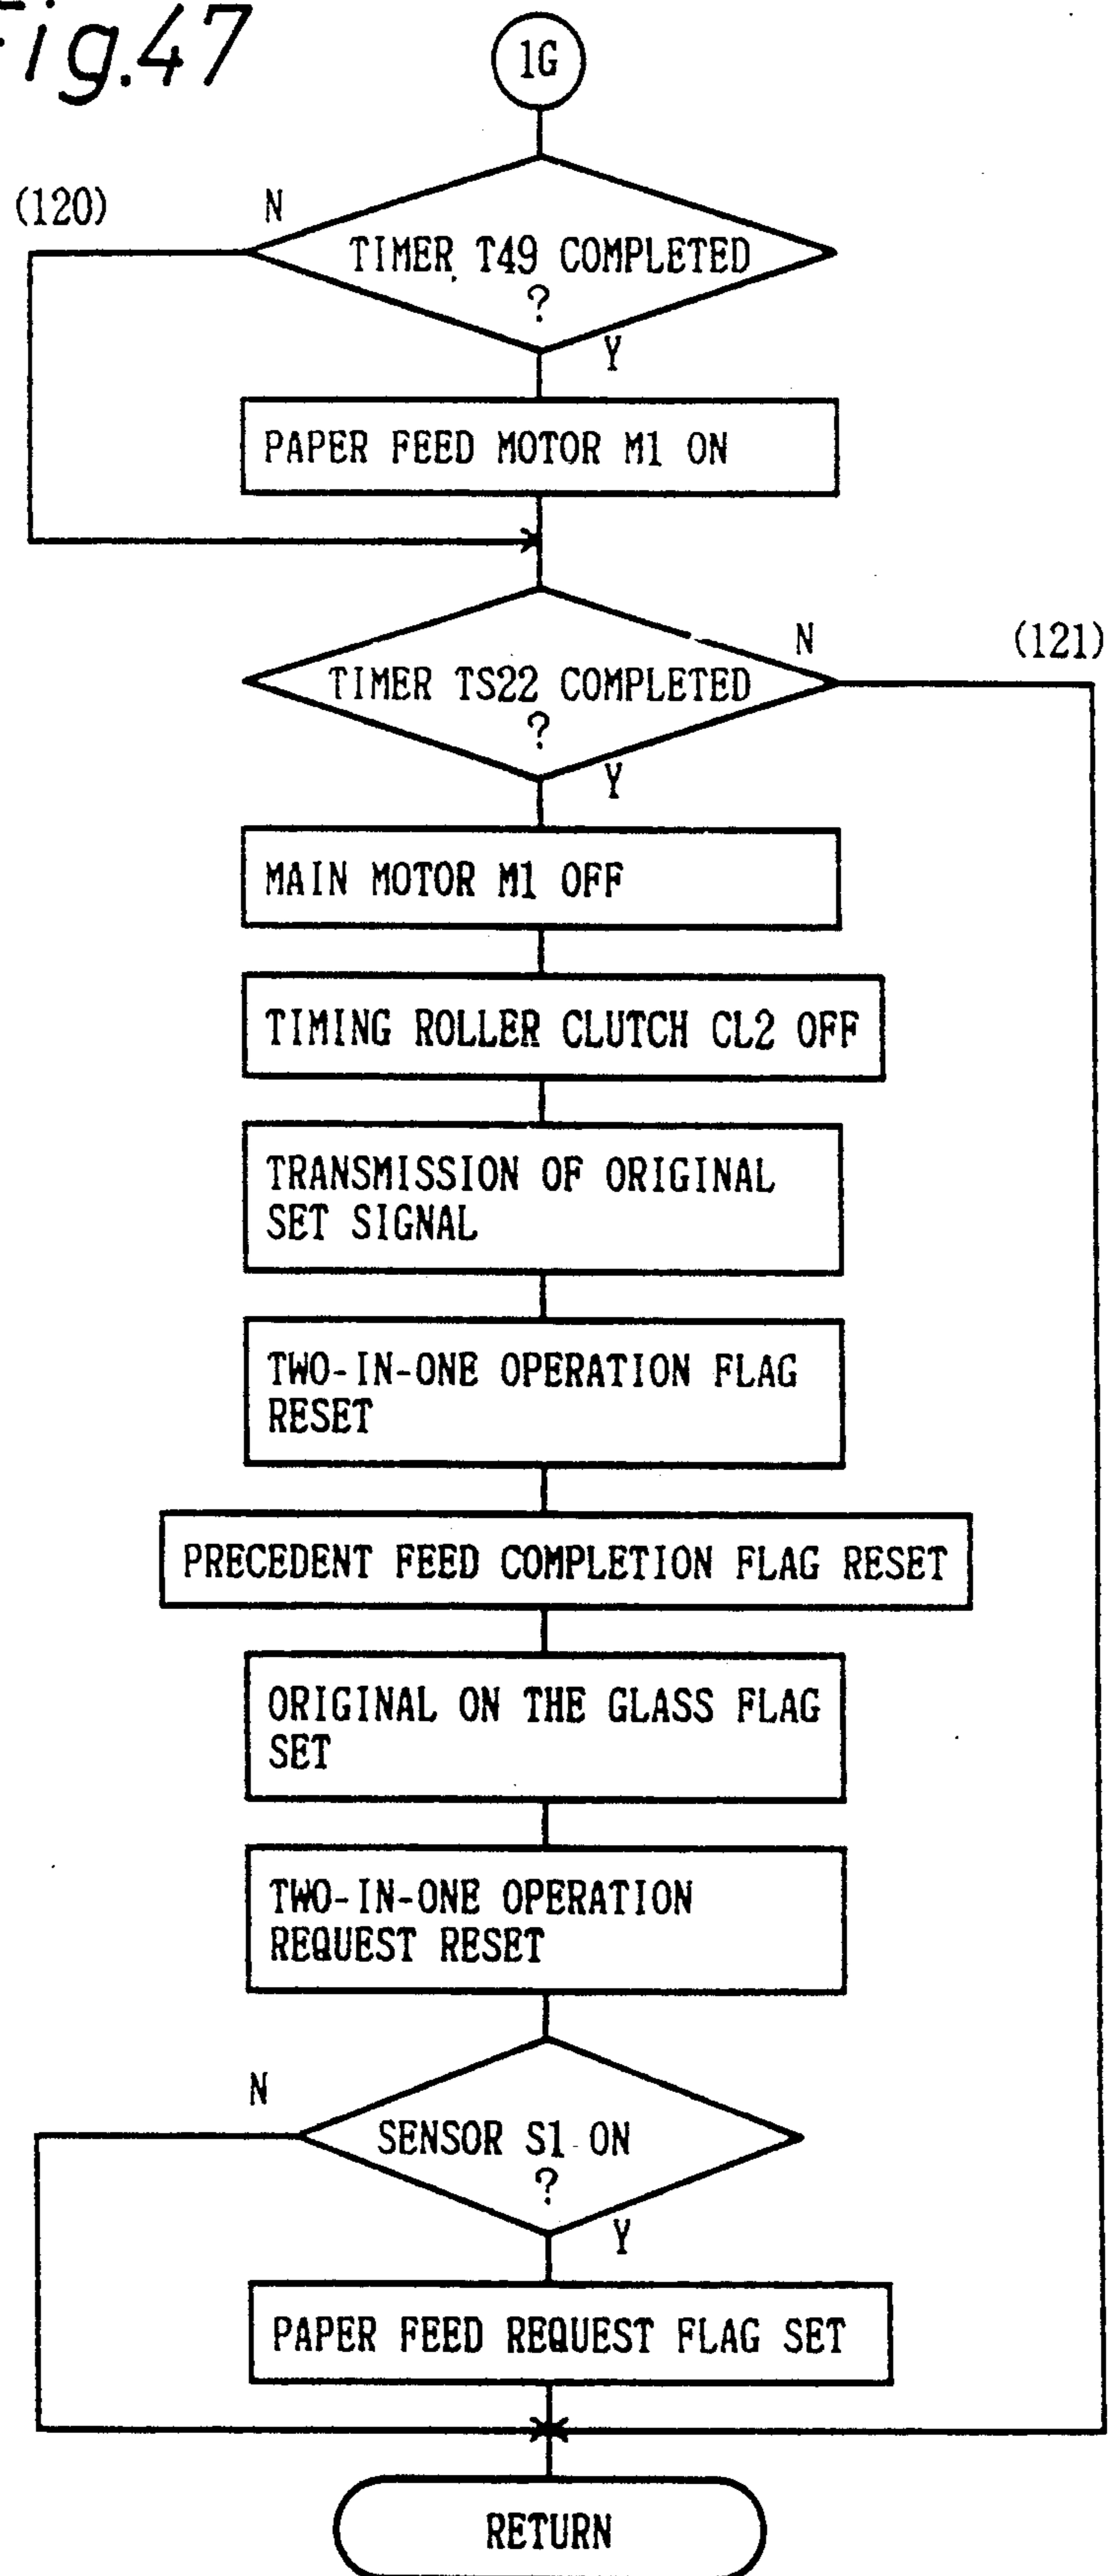 Fig.47
1G
(120)
N
TIMER T49 COMPLETED
?
Y
PAPER FEED MOTOR M1 ON
N
(121)
TIMER TS22 COMPLETED
?
Y
MAIN MOTOR M1 OFF
TIMING ROLLER CLUTCH CL2 OFF
TRANSMISSION OF ORIGINAL
SET SIGNAL
TWO-IN-ONE OPERATION FLAG
RESET
PRECEDENT FEED COMPLETION FLAG RESET
ORIGINAL ON THE GLASS FLAG
SET
TWO-IN-ONE OPERATION
REQUEST RESET
N
SENSOR S1 ON
?
Y
PAPER FEED REQUEST FLAG SET
RETURN